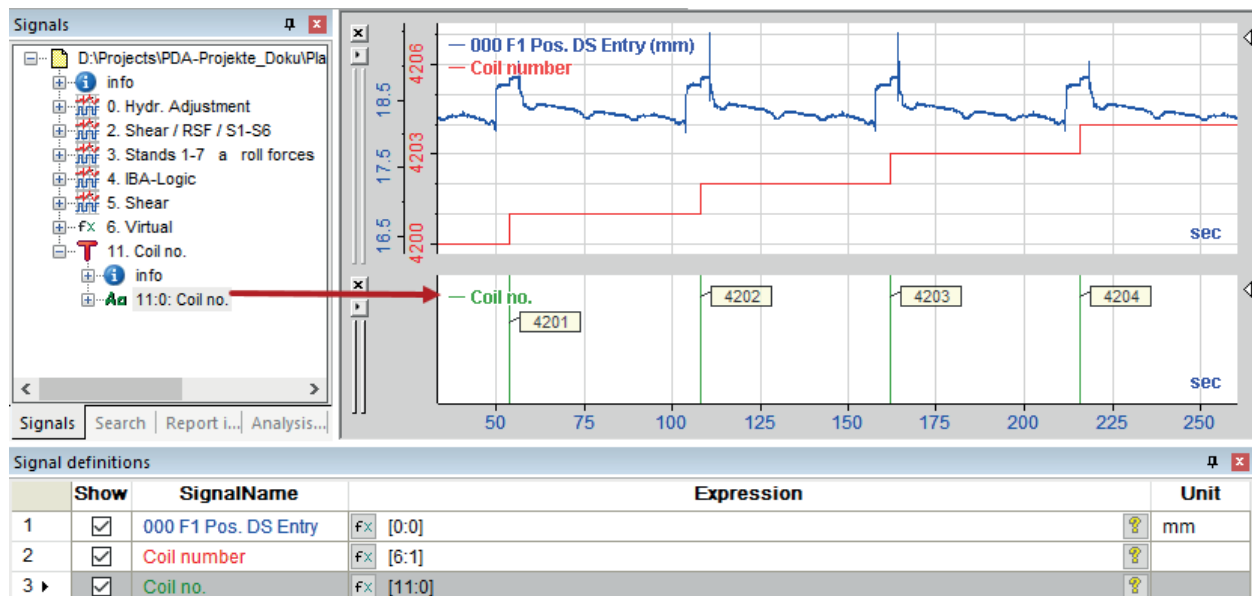 Signals
D:\Projects\PDA-Projekte_Doku\Pla
info
0. Hydr. Adjustment
2. Shear / RSF / S1-S6
3. Stands 1-7 a roll forces
4. IBA-Logic
5. Shear
fx 6. Virtual
T 11. Coil no.
info
Aa 11:0: Coil no.
Signals Search Report i... Analysis...
000 F1 Pos. DS Entry (mm)
Coil number
18.5
17.5
16.5
4206
4203
4200
sec
Coil no.
4201
4202
4203
4204
sec
50 75 100 125 150 175 200 225 250
Signal definitions
Show SignalName Expression Unit
1 000 F1 Pos. DS Entry fx [0:0] ? mm
2 Coil number fx [6:1] ?
3 Coil no. fx [11:0] ?